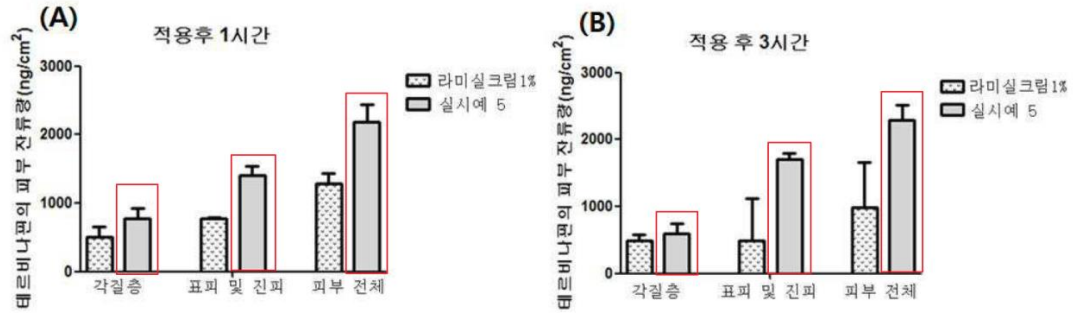 (A)
적용후 1시간
테르비나핀의 피부 잔류량(ng/cm²)
3000
2000
1000
0
각질층
표피 및 진피
피부 전체
라미실크림1%
실시예 5
(B)
적용 후 3시간
테르비나핀의 피부 잔류량(ng/cm²)
3000
2000
1000
0
각질층
표피 및 진피
피부 전체
라미실크림1%
실시예 5